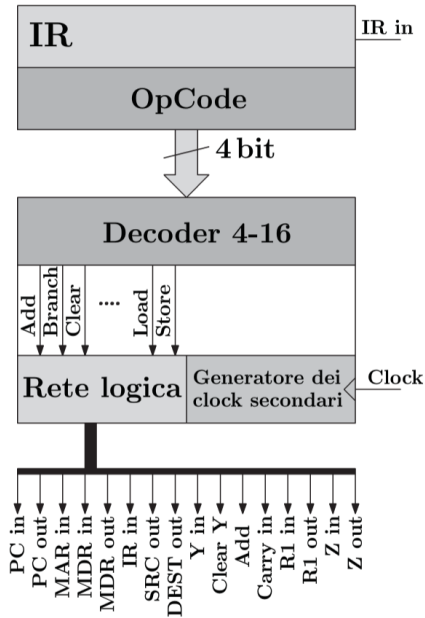 IR
IR in
OpCode
4 bit
Decoder 4-16
Add
Branch
Clear
....
Load
Store
Rete logica
Generatore dei
clock secondari
Clock
PC in
PC out
MAR in
MDR in
MDR out
IR in
SRC out
DEST out
Y in
Clear Y
Add
Carry in
R1 in
R1 out
Z in
Z out